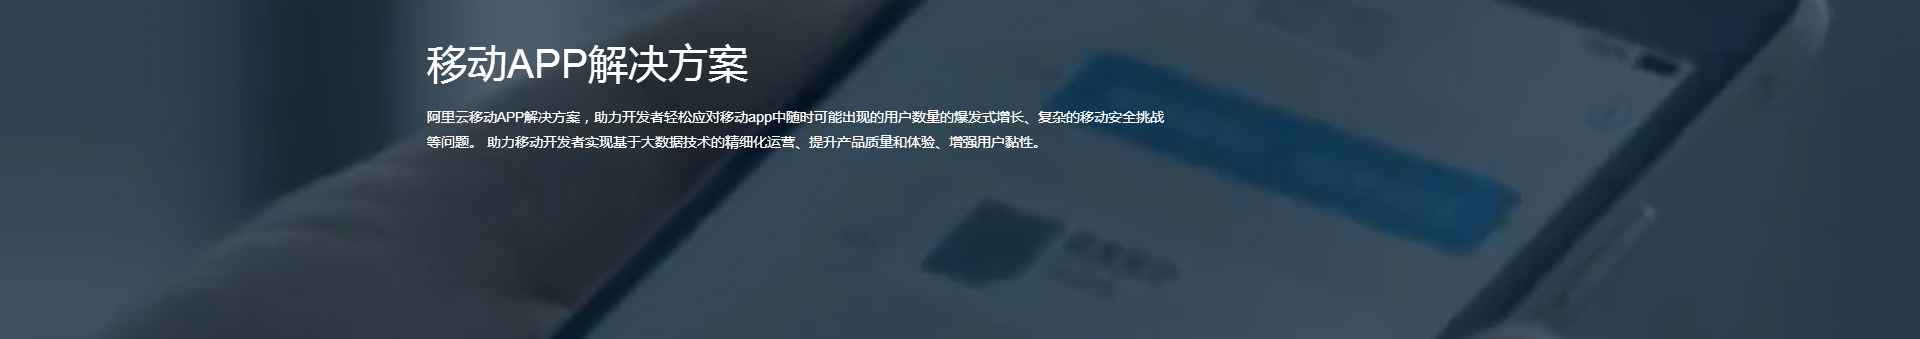 移动APP解决方案
阿里云移动APP解决方案，助力开发者轻松应对移动app中随时可能出现的用户数量的爆发式增长、复杂的移动安全挑战
等问题。 助力移动开发者实现基于大数据技术的精细化运营、提升产品质量和体验、增强用户黏性。